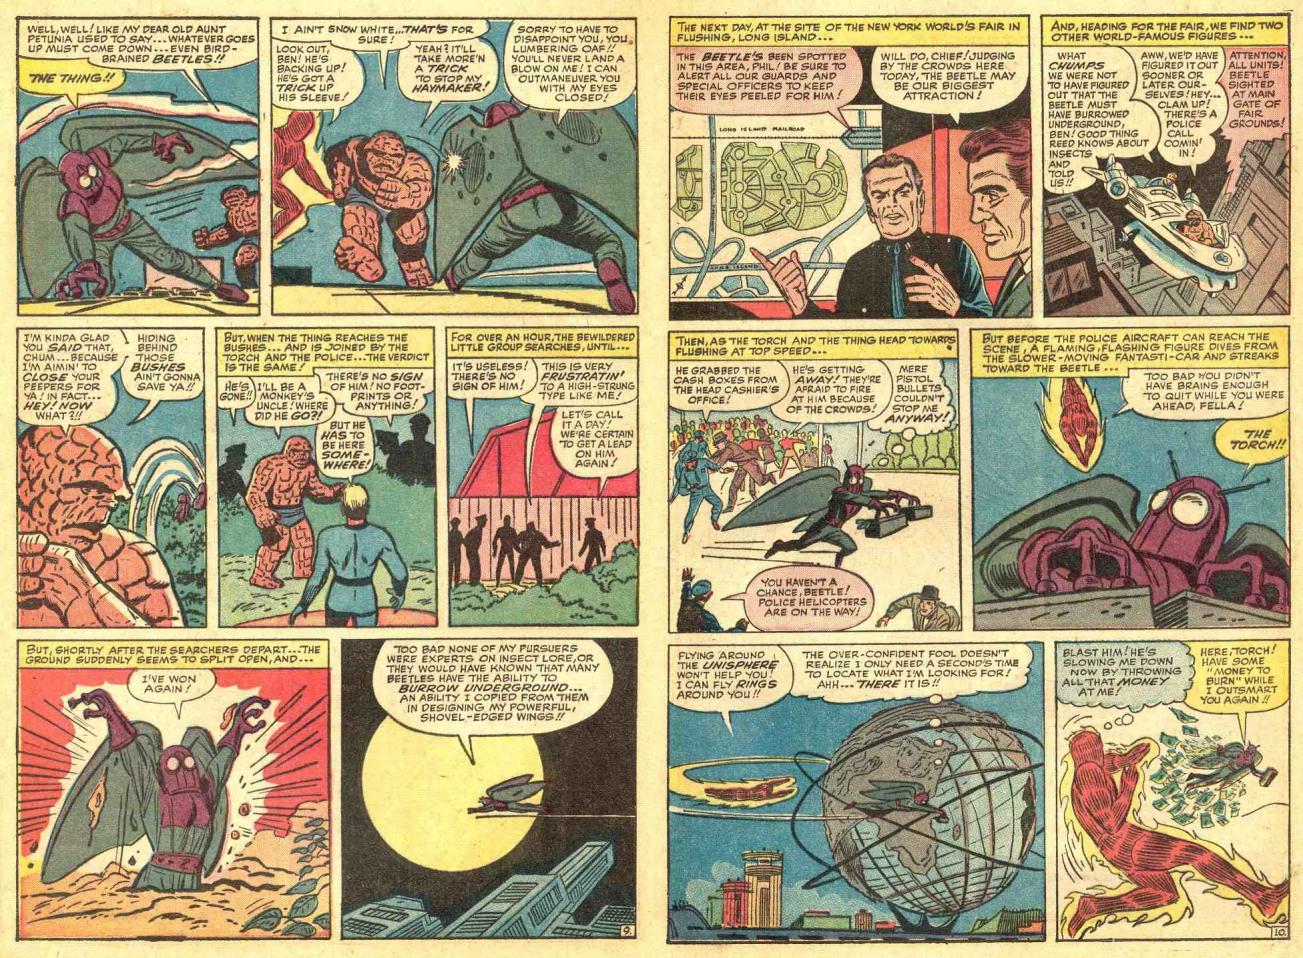 WELL, WELL! LIKE MY DEAR OLD AUNT
PETUNIA USED TO SAY... WHATEVER GOES
UP MUST COME DOWN... EVEN BIRD-
BRAINED BEETLES!!
THE THING!!
I AIN'T SNOW WHITE... THAT'S FOR
SURE!
LOOK OUT,
BEN! HE'S
BACKING UP!
HE'S GOT A
TRICK UP
HIS SLEEVE!
YEAH? IT'LL
TAKE MORE'N
A TRICK
TO STOP MY
HAYMAKER!
SORRY TO HAVE TO
DISAPPOINT YOU, YOU
LUMBERING OAF!! YOU'LL
NEVER LAND A
BLOW ON ME! I CAN
OUTMANEUVER YOU
WITH MY EYES
CLOSED!
I'M KINDA GLAD
YOU SAID THAT,
CHUM... BECAUSE
I'M AIMIN' TO
CLOSE YOUR
PEEPERS FOR
YA! IN FACT...
HEY! NOW
WHAT?!!
HIDING
BEHIND
THOSE
BUSHES
AIN'T GONNA
SAVE YA!!
BUT, WHEN THE THING REACHES THE
BUSHES... AND IS JOINED BY THE
TORCH AND THE POLICE... THE VERDICT
IS THE SAME!
HE'S
GONE!!
I'LL BE A
MONKEY'S
UNCLE! WHERE
DID HE GO?!
THERE'S NO SIGN
OF HIM! NO FOOT-
PRINTS OR
ANYTHING!
BUT HE
HAS TO
BE HERE
SOME-
WHERE!
FOR OVER AN HOUR, THE BEWILDERED
LITTLE GROUP SEARCHES, UNTIL...
IT'S USELESS!
THERE'S NO
SIGN OF HIM!
THIS IS VERY
FRUSTRATIN'
TO A HIGH-STRUNG
TYPE LIKE ME!
LET'S CALL
IT A DAY!
WE'RE CERTAIN
TO GET A LEAD
ON HIM
AGAIN!
BUT, SHORTLY AFTER THE SEARCHERS DEPART... THE
GROUND SUDDENLY SEEMS TO SPLIT OPEN, AND...
I'VE WON
AGAIN!
TOO BAD NONE OF MY PURSUERS
WERE EXPERTS ON INSECT LORE, OR
THEY WOULD HAVE KNOWN THAT MANY
BEETLES HAVE THE ABILITY TO
BURROW UNDERGROUND...
AN ABILITY I COPIED FROM THEM
IN DESIGNING MY POWERFUL,
SHOVEL-EDGED WINGS!!
9.
THE NEXT DAY, AT THE SITE OF THE NEW YORK WORLD'S FAIR IN
FLUSHING, LONG ISLAND...
THE BEETLE'S BEEN SPOTTED
IN THIS AREA, PHIL! BE SURE TO
ALERT ALL OUR GUARDS AND
SPECIAL OFFICERS TO KEEP
THEIR EYES PEELED FOR HIM!
WILL DO, CHIEF! JUDGING
BY THE CROWDS HERE
TODAY, THE BEETLE MAY
BE OUR BIGGEST
ATTRACTION!
LONG ISLAND RAILROAD
LONG ISLAND
AND, HEADING FOR THE FAIR, WE FIND TWO
OTHER WORLD-FAMOUS FIGURES...
WHAT
CHUMPS
WE WERE NOT
TO HAVE FIGURED
OUT THAT THE
BEETLE MUST
HAVE BURROWED
UNDERGROUND,
BEN! GOOD THING
REED KNOWS ABOUT
INSECTS
AND
TOLD
US!!
AWW, WE'D HAVE
FIGURED IT OUT
SOONER OR
LATER OUR-
SELVES! HEY...
CLAM UP!
THERE'S A
POLICE
CALL
COMIN'
IN!
ATTENTION,
ALL UNITS!
BEETLE
SIGHTED
AT MAIN
GATE OF
FAIR
GROUNDS!
THEN, AS THE TORCH AND THE THING HEAD TOWARDS
FLUSHING AT TOP SPEED...
HE GRABBED THE
CASH BOXES FROM
THE HEAD CASHIER'S
OFFICE!
HE'S GETTING
AWAY! THEY'RE
AFRAID TO FIRE
AT HIM BECAUSE
OF THE CROWDS!
MERE
PISTOL
BULLETS
COULDN'T
STOP ME
ANYWAY!
YOU HAVEN'T A
CHANCE, BEETLE!
POLICE HELICOPTERS
ARE ON THE WAY!
BUT BEFORE THE POLICE AIRCRAFT CAN REACH THE
SCENE, A FLAMING, FLASHING FIGURE DIVES FROM
THE SLOWER-MOVING FANTASTI-CAR AND STREAKS
TOWARD THE BEETLE...
TOO BAD YOU DIDN'T
HAVE BRAINS ENOUGH
TO QUIT WHILE YOU WERE
AHEAD, FELLA!
THE
TORCH!!
FLYING AROUND
THE UNISPHERE
WON'T HELP YOU!
I CAN FLY RINGS
AROUND YOU!!
THE OVER-CONFIDENT FOOL DOESN'T
REALIZE I ONLY NEED A SECOND'S TIME
TO LOCATE WHAT I'M LOOKING FOR!
AHH... THERE IT IS!!
BLAST HIM! HE'S
SLOWING ME DOWN
NOW BY THROWING
ALL THAT MONEY
AT ME!
HERE, TORCH!
HAVE SOME
"MONEY TO
BURN" WHILE
I OUTSMART
YOU AGAIN!!
10.